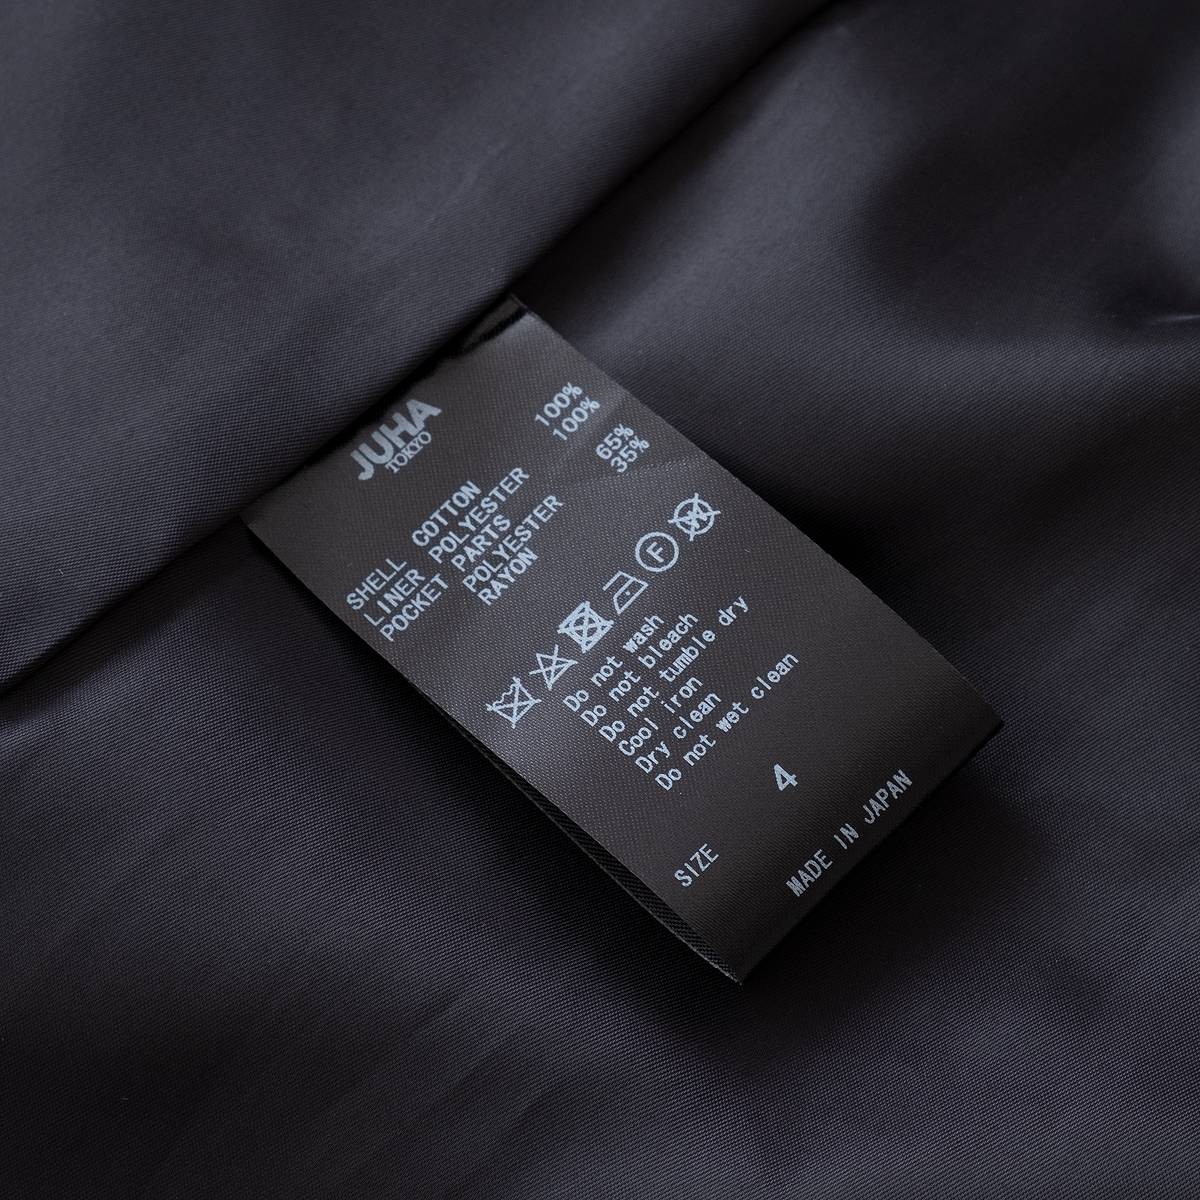 JUHA
TOKYO
SHELL COTTON 100%
LINER POLYESTER 100%
POCKET PARTS
POLYESTER 65%
RAYON 35%
F
W
Do not wash
Do not bleach
Do not tumble dry
Cool iron
Dry clean
Do not wet clean
SIZE 4
MADE IN JAPAN